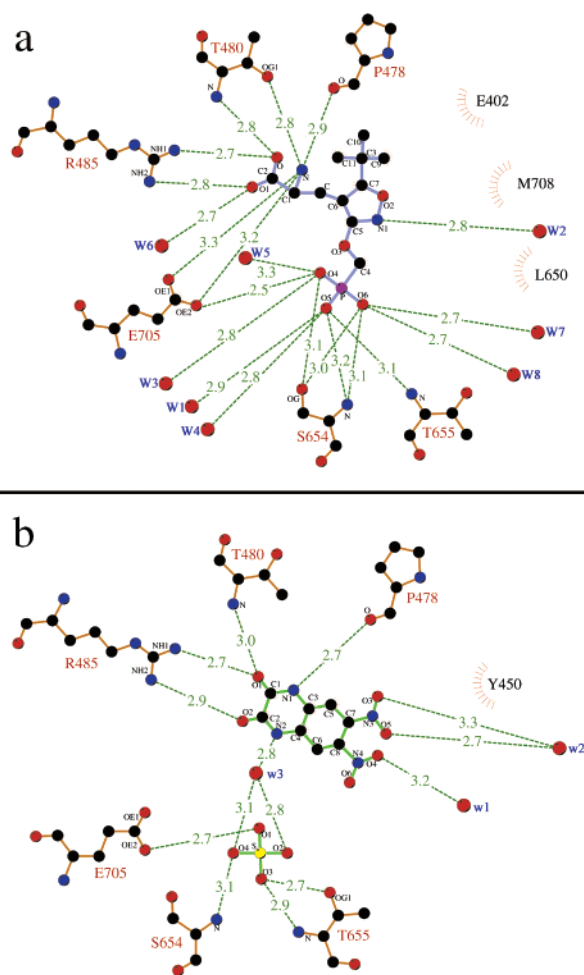 a
T480
OG1
N
O
P478
E402
2.8
2.8
2.9
C10
C3
C11
C9
NH1
2.7
O
N
R485
C2
NH2
2.8
O1
C1
C
C7
O2
M708
C6
N1
2.8
W2
2.7
C5
W6
3.3
3.2
W5
O3
3.3
O4
C4
L650
OE1
OE2
2.5
P
O5
O6
E705
2.7
W7
2.8
3.1
3.2
2.7
W3
3.0
3.1
3.1
W8
2.9
W1
2.8
OG
N
N
W4
S654
T655
b
T480
N
O
P478
3.0
2.7
NH1
2.7
R485
NH2
2.9
O1
C1
N1
C3
C5
O3
Y450
O2
C2
N2
C7
N3
O5
3.3
2.7
w2
C4
C6
C8
N4
O4
2.8
O6
3.2
w3
w1
3.1
2.8
OE1
OE2
2.7
O1
S
O4
O2
E705
O3
2.7
OG1
3.1
2.9
N
N
S654
T655